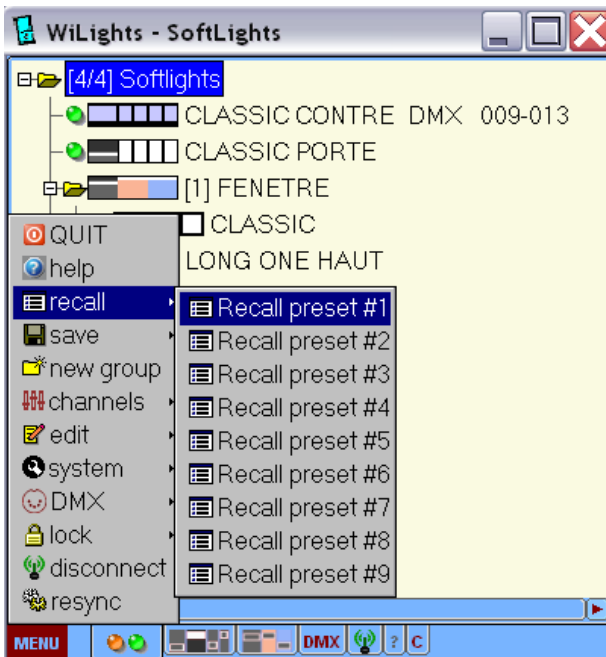 WiLights - SoftLights
[4/4] Softlights
CLASSIC CONTRE DMX 009-013
CLASSIC PORTE
[1] FENETRE
CLASSIC
LONG ONE HAUT
QUIT
help
recall
save
new group
channels
edit
system
DMX
lock
disconnect
resync
Recall preset #1
Recall preset #2
Recall preset #3
Recall preset #4
Recall preset #5
Recall preset #6
Recall preset #7
Recall preset #8
Recall preset #9
MENU
DMX
?
C